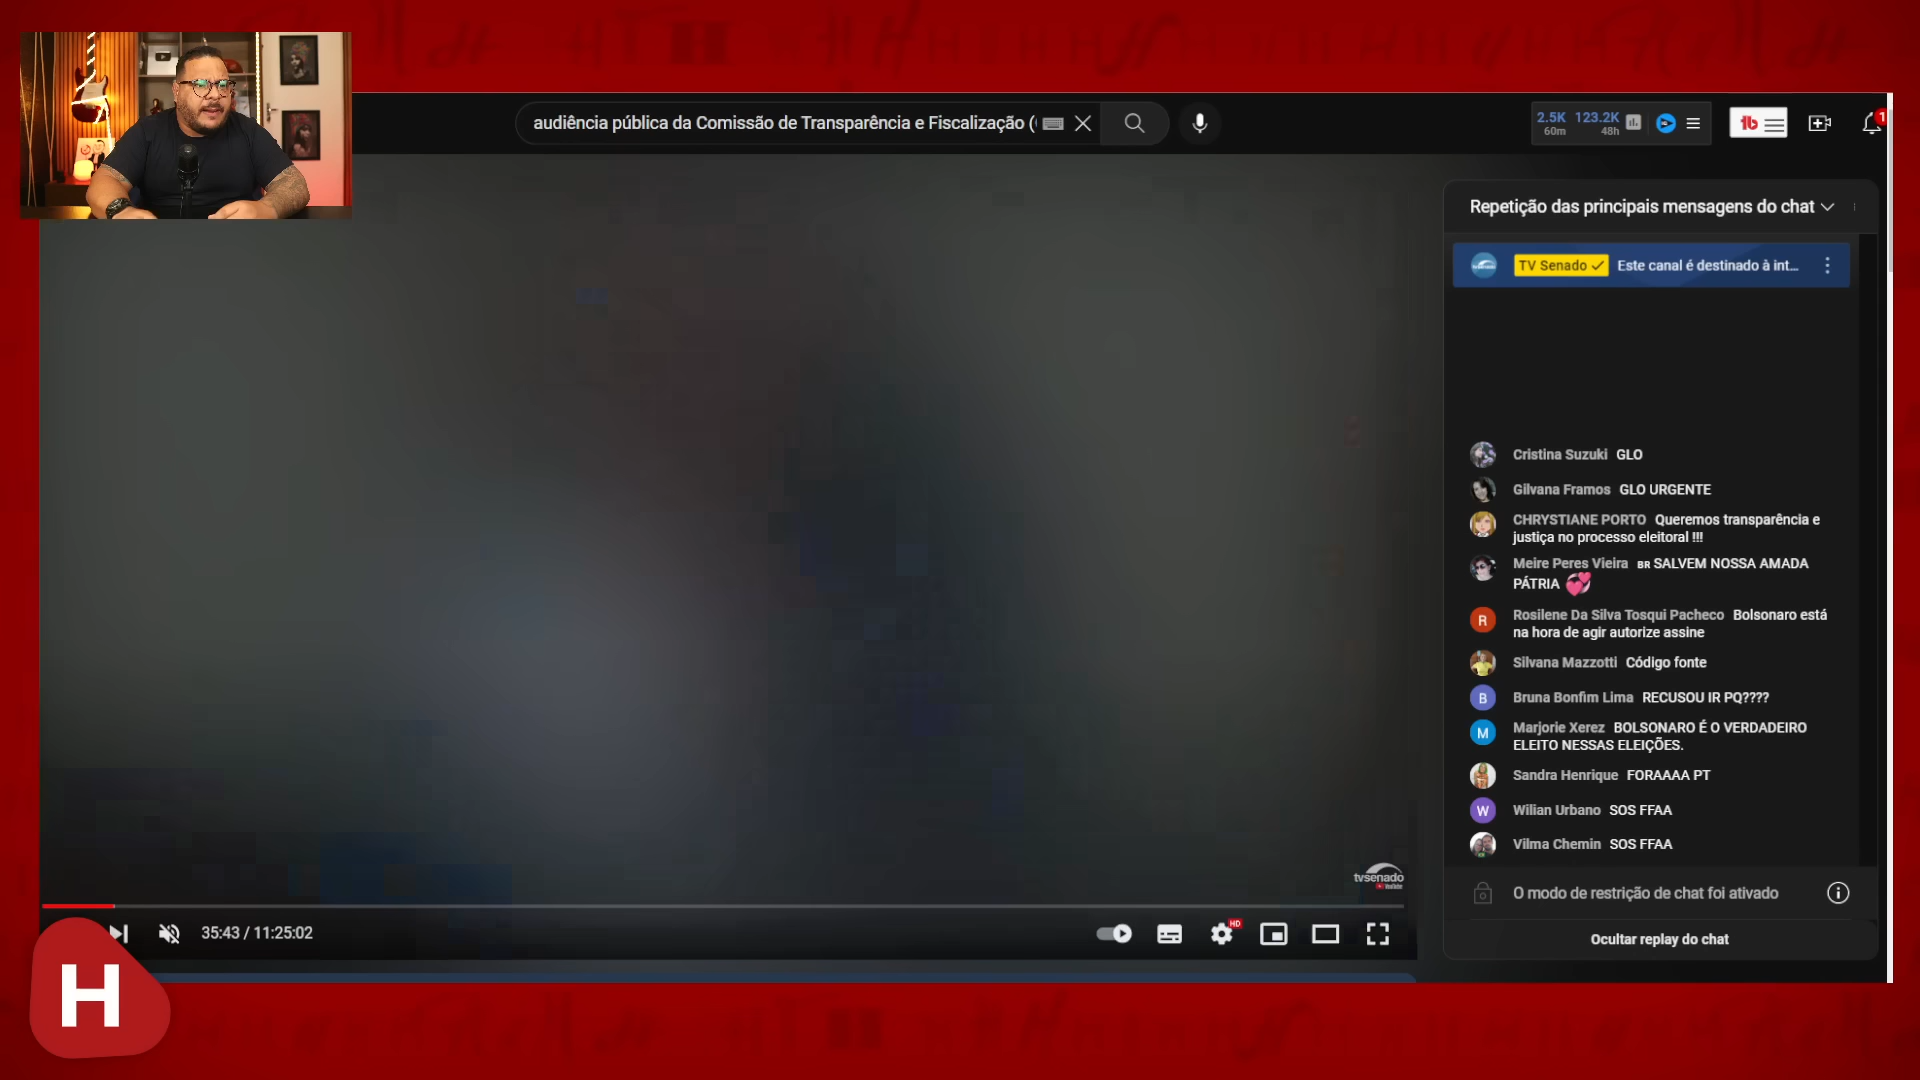 audiência pública da Comissão de Transparência e Fiscalização (
2.5K 123.2K
60m 48h
1
Repetição das principais mensagens do chat
TV Senado Este canal é destinado à int...
Cristina Suzuki GLO
Gilvana Framos GLO URGENTE
CHRYSTIANE PORTO Queremos transparência e
justiça no processo eleitoral !!!
Meire Peres Vieira BR SALVEM NOSSA AMADA
PÁTRIA
R
Rosilene Da Silva Tosqui Pacheco Bolsonaro está
na hora de agir autorize assine
Silvana Mazzotti Código fonte
B
Bruna Bonfim Lima RECUSOU IR PQ????
M
Marjorie Xerez BOLSONARO É O VERDADEIRO
ELEITO NESSAS ELEIÇÕES.
Sandra Henrique FORAAAA PT
W
Wilian Urbano SOS FFAA
Vilma Chemin SOS FFAA
O modo de restrição de chat foi ativado
Ocultar replay do chat
tvsenado
YouTube
35:43 / 11:25:02
HD
H